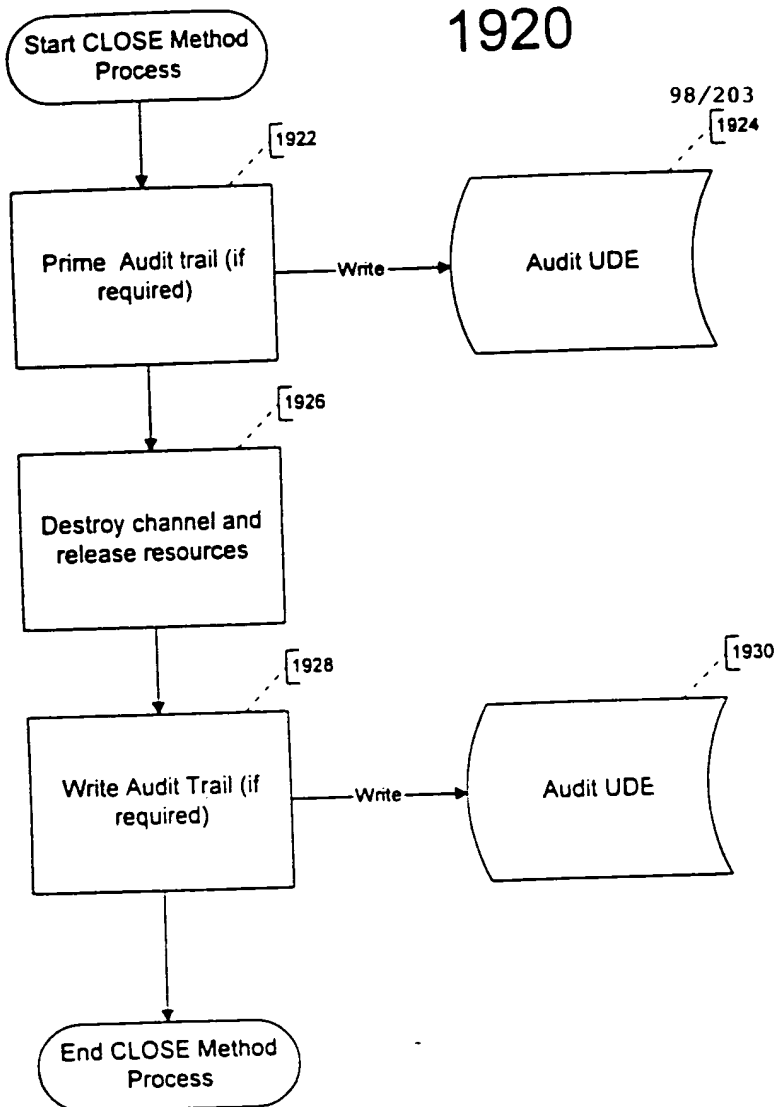 1920
Start CLOSE Method
Process
98/203
1922
1924
Prime Audit trail (if
required)
Write
Audit UDE
1926
Destroy channel and
release resources
1928
1930
Write Audit Trail (if
required)
Write
Audit UDE
End CLOSE Method
Process